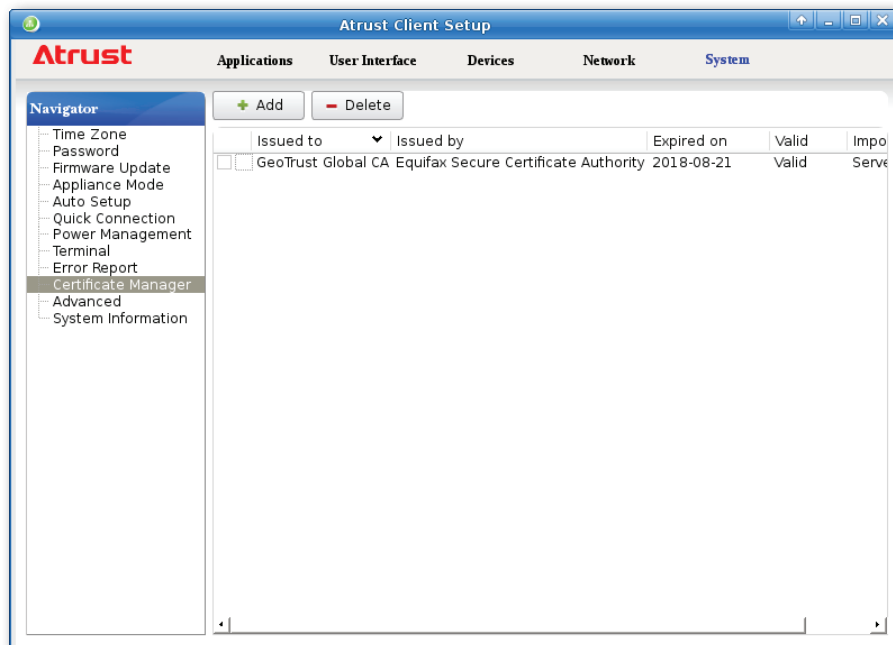 Atrust Client Setup
Atrust
Applications User Interface Devices Network System
Navigator
Time Zone
Password
Firmware Update
Appliance Mode
Auto Setup
Quick Connection
Power Management
Terminal
Error Report
Certificate Manager
Advanced
System Information
+ Add - Delete
Issued to Issued by Expired on Valid Impo
GeoTrust Global CA Equifax Secure Certificate Authority 2018-08-21 Valid Serve